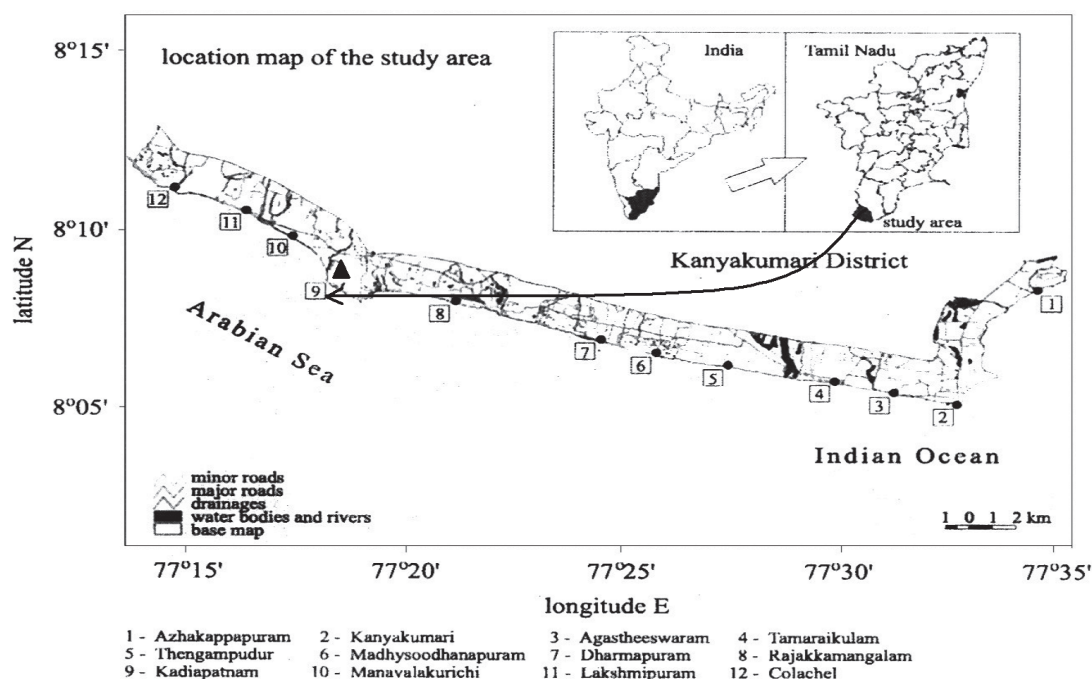 8°15'
location map of the study area
India
Tamil Nadu
study area
8°10'
Kanyakumari District
12
11
10
9
8
7
6
5
4
3
2
1
latitude N
Arabian Sea
8°05'
Indian Ocean
minor roads
major roads
drainages
water bodies and rivers
base map
1 0 1 2 km
77°15' 77°20' 77°25' 77°30' 77°35'
longitude E
1 - Azhakappapuram 2 - Kanyakumari 3 - Agastheeswaram 4 - Tamaraikulam
5 - Thengampudur 6 - Madhysoodhanapuram 7 - Dharmapuram 8 - Rajakkamangalam
9 - Kadiapatnam 10 - Manavalakurichi 11 - Lakshmipuram 12 - Colachel